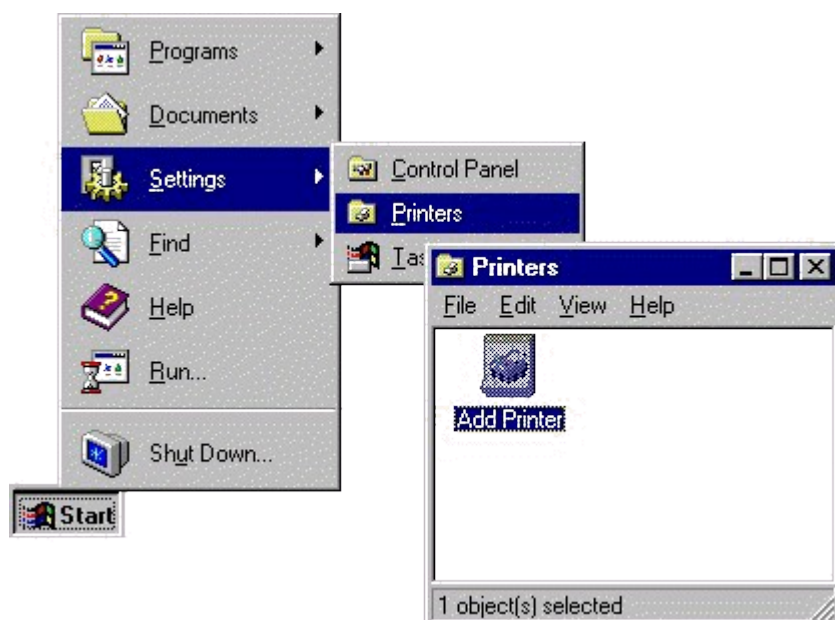 Programs
Documents
Settings
Find
Help
Run...
Shut Down...
Start
Control Panel
Printers
Printers
File Edit View Help
Add Printer
1 object(s) selected